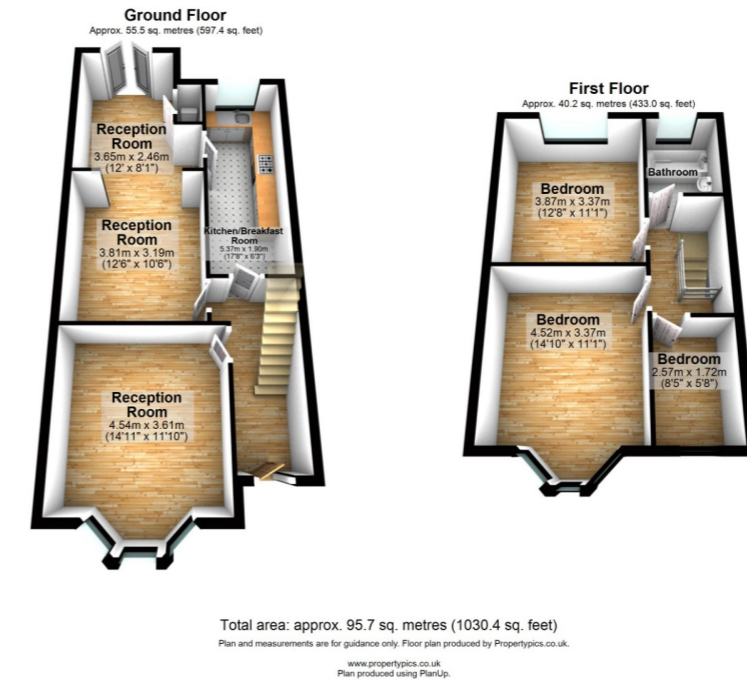 Ground Floor
Approx. 55.5 sq. metres (597.4 sq. feet)
Reception
Room
3.65m x 2.46m
(12' x 8'1")
Reception
Room
3.81m x 3.19m
(12'6" x 10'6")
Kitchen/Breakfast
Room
5.37m x 1.90m
(17'8" x 6'3")
Reception
Room
4.54m x 3.61m
(14'11" x 11'10")
First Floor
Approx. 40.2 sq. metres (433.0 sq. feet)
Bedroom
3.87m x 3.37m
(12'8" x 11'1")
Bathroom
Bedroom
4.52m x 3.37m
(14'10" x 11'1")
Bedroom
2.57m x 1.72m
(8'5" x 5'8")
Total area: approx. 95.7 sq. metres (1030.4 sq. feet)
Plan and measurements are for guidance only. Floor plan produced by Propertypics.co.uk.
www.propertypics.co.uk
Plan produced using PlanUp.